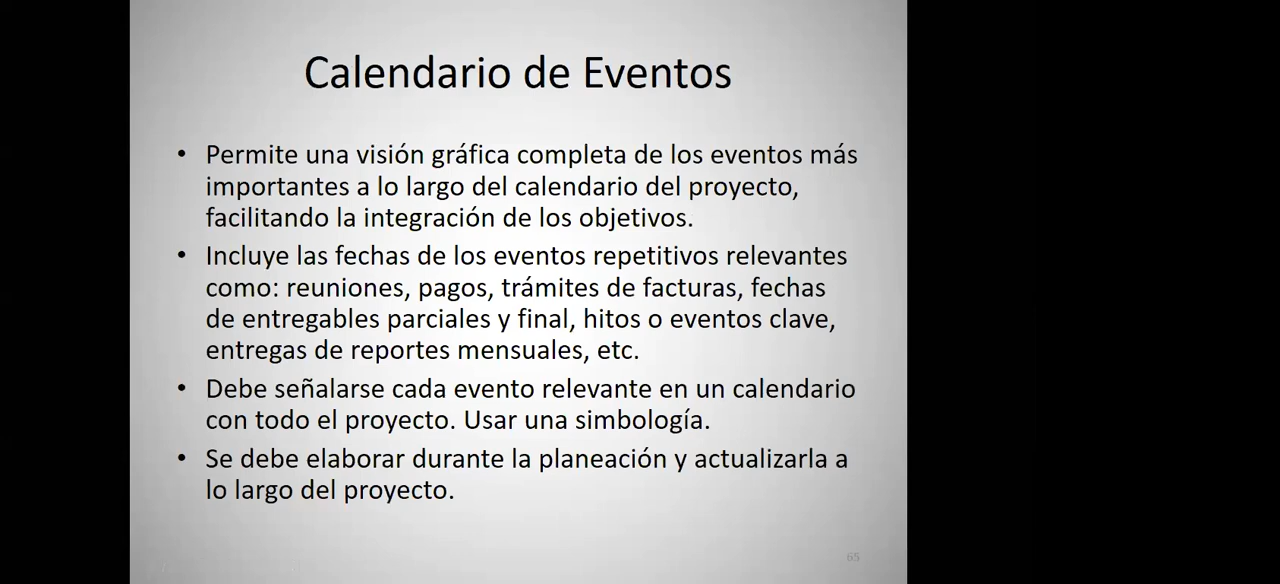 Calendario de Eventos
• Permite una visión gráfica completa de los eventos más
importantes a lo largo del calendario del proyecto,
facilitando la integración de los objetivos.
• Incluye las fechas de los eventos repetitivos relevantes
como: reuniones, pagos, trámites de facturas, fechas
de entregables parciales y final, hitos o eventos clave,
entregas de reportes mensuales, etc.
• Debe señalarse cada evento relevante en un calendario
con todo el proyecto. Usar una simbología.
• Se debe elaborar durante la planeación y actualizarla a
lo largo del proyecto.
65